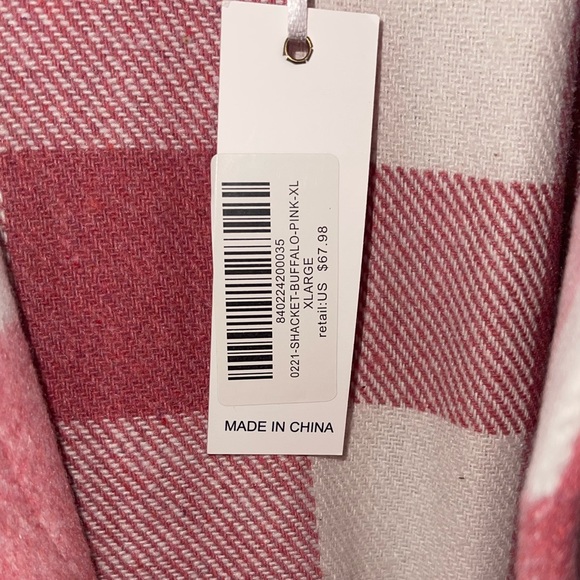 840224200035
0221-SHACKET-BUFFALO-PINK-XL
XLARGE
retail:US $67.98
MADE IN CHINA